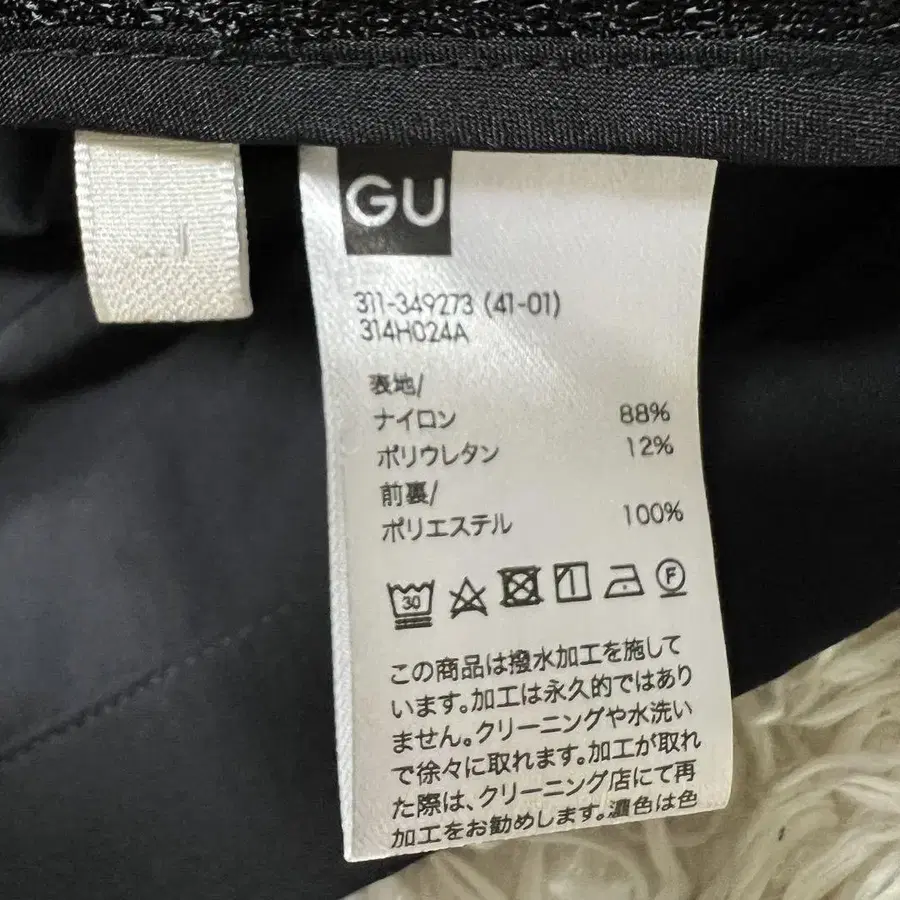 GU
311-349273 (41-01)
314H024A
表地/
ナイロン 88%
ポリウレタン 12%
前裏/
ポリエステル 100%
30
F
この商品は撥水加工を施して
います。加工は永久的ではあり
ません。クリーニングや水洗い
で徐々に取れます。加工が取れ
た際は、クリーニング店にて再
加工をお勧めします。濃色は色